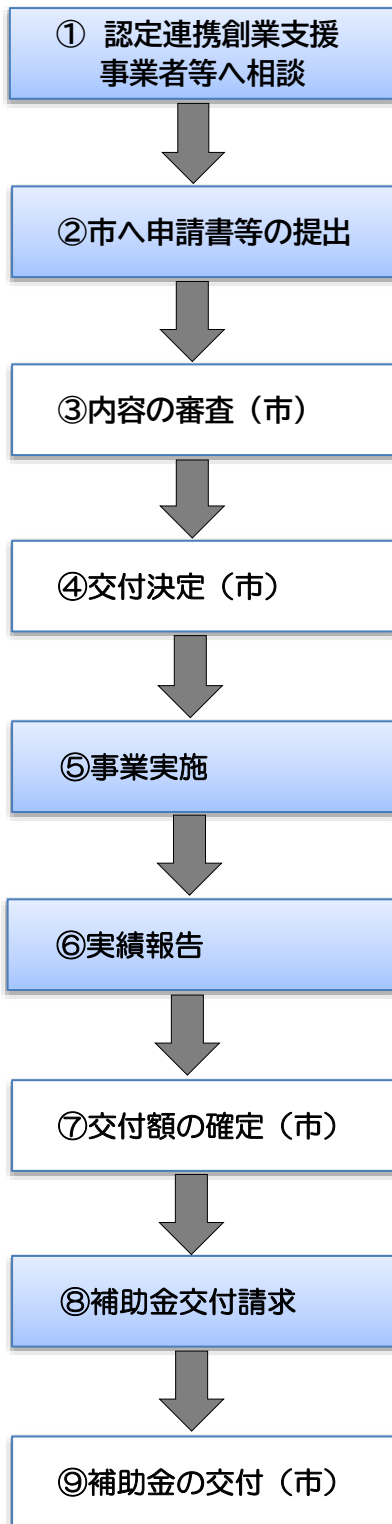 ① 認定連携創業支援
事業者等へ相談
②市へ申請書等の提出
③内容の審査（市）
④交付決定（市）
⑤事業実施
⑥実績報告
⑦交付額の確定（市）
⑧補助金交付請求
⑨補助金の交付（市）